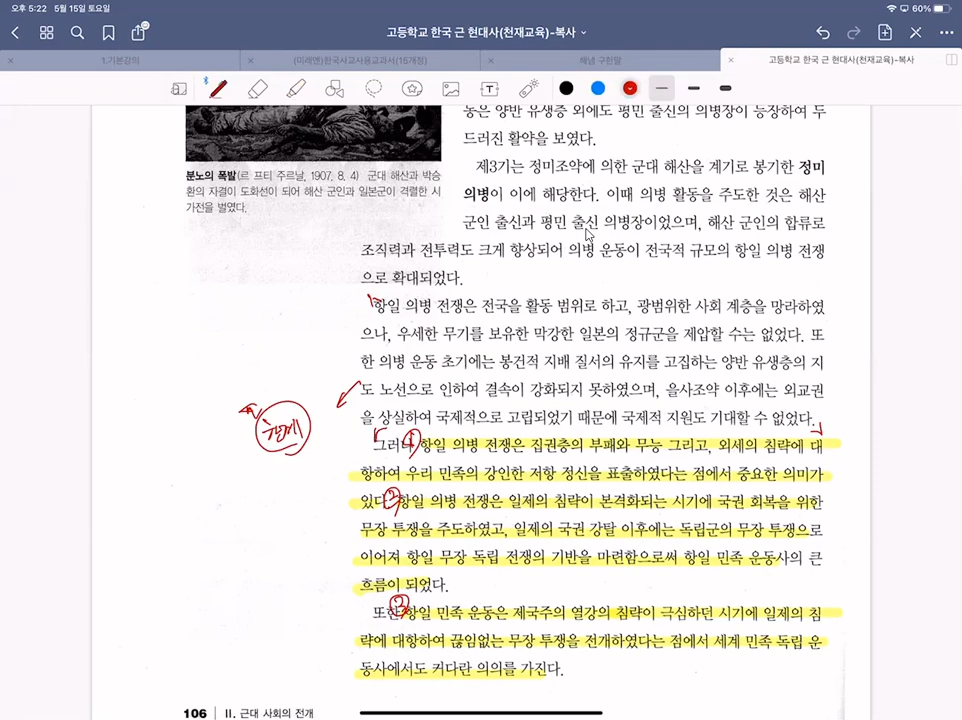 오후 5:22 5월 15일 토요일
60%
고등학교 한국 근 현대사(천재교육)-복사
1.기본강의
(미래엔)한국사교사용교과서(15개정)
해냄 구한말
고등학교 한국 근 현대사(천재교육)-복사
동은 양반 유생층 외에도 평민 출신의 의병장이 등장하여 두
드러진 활약을 보였다.
제3기는 정미조약에 의한 군대 해산을 계기로 봉기한 정미
의병이 이에 해당한다. 이때 의병 활동을 주도한 것은 해산
군인 출신과 평민 출신 의병장이었으며, 해산 군인의 합류로
조직력과 전투력도 크게 향상되어 의병 운동이 전국적 규모의 항일 의병 전쟁
으로 확대되었다.
분노의 폭발(르 프티 주르날, 1907. 8. 4) 군대 해산과 박승
환의 자결이 도화선이 되어 해산 군인과 일본군이 격렬한 시
가전을 벌였다.
항일 의병 전쟁은 전국을 활동 범위로 하고, 광범위한 사회 계층을 망라하였
으나, 우세한 무기를 보유한 막강한 일본의 정규군을 제압할 수는 없었다. 또
한 의병 운동 초기에는 봉건적 지배 질서의 유지를 고집하는 양반 유생층의 지
도 노선으로 인하여 결속이 강화되지 못하였으며, 을사조약 이후에는 외교권
을 상실하여 국제적으로 고립되었기 때문에 국제적 지원도 기대할 수 없었다.
한계
그러나 ① 항일 의병 전쟁은 집권층의 부패와 무능 그리고, 외세의 침략에 대
항하여 우리 민족의 강인한 저항 정신을 표출하였다는 점에서 중요한 의미가
있다. ② 항일 의병 전쟁은 일제의 침략이 본격화되는 시기에 국권 회복을 위한
무장 투쟁을 주도하였고, 일제의 국권 강탈 이후에는 독립군의 무장 투쟁으로
이어져 항일 무장 독립 전쟁의 기반을 마련함으로써 항일 민족 운동사의 큰
흐름이 되었다.
또한 ③ 항일 민족 운동은 제국주의 열강의 침략이 극심하던 시기에 일제의 침
략에 대항하여 끊임없는 무장 투쟁을 전개하였다는 점에서 세계 민족 독립 운
동사에서도 커다란 의의를 가진다.
106 II. 근대 사회의 전개